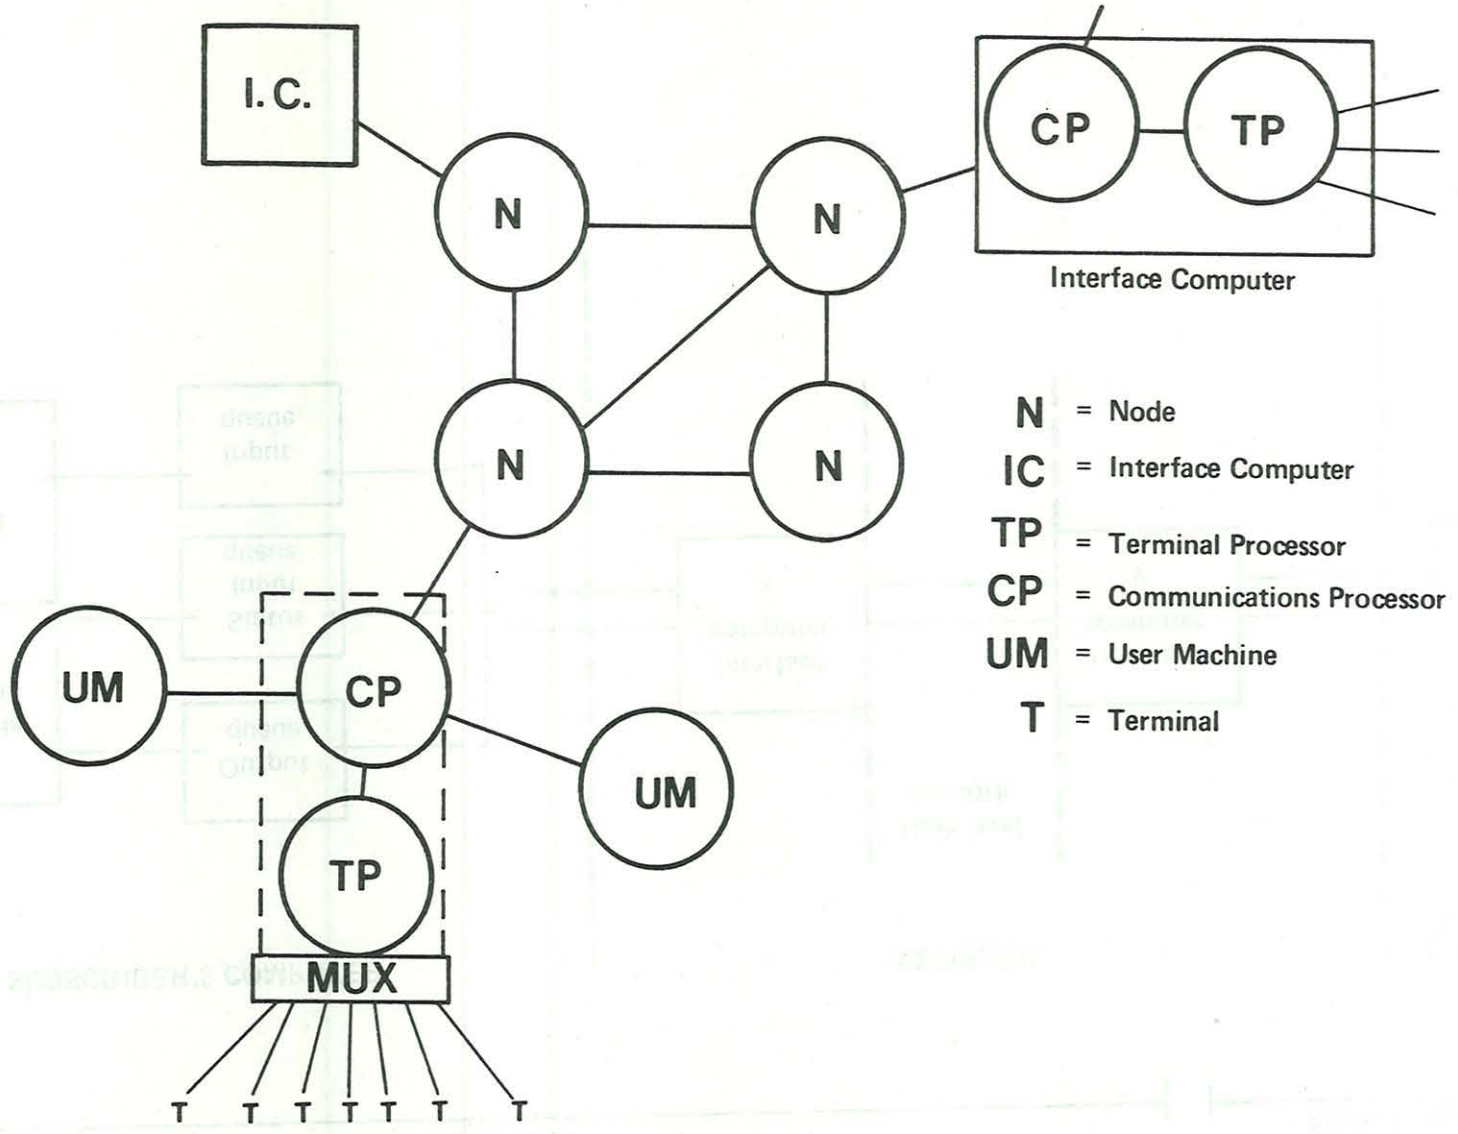 I. C.
CP
TP
N
N
Interface Computer
N = Node
N
N
IC = Interface Computer
TP = Terminal Processor
CP = Communications Processor
UM
CP
UM = User Machine
T = Terminal
UM
TP
MUX
T T T T T T T